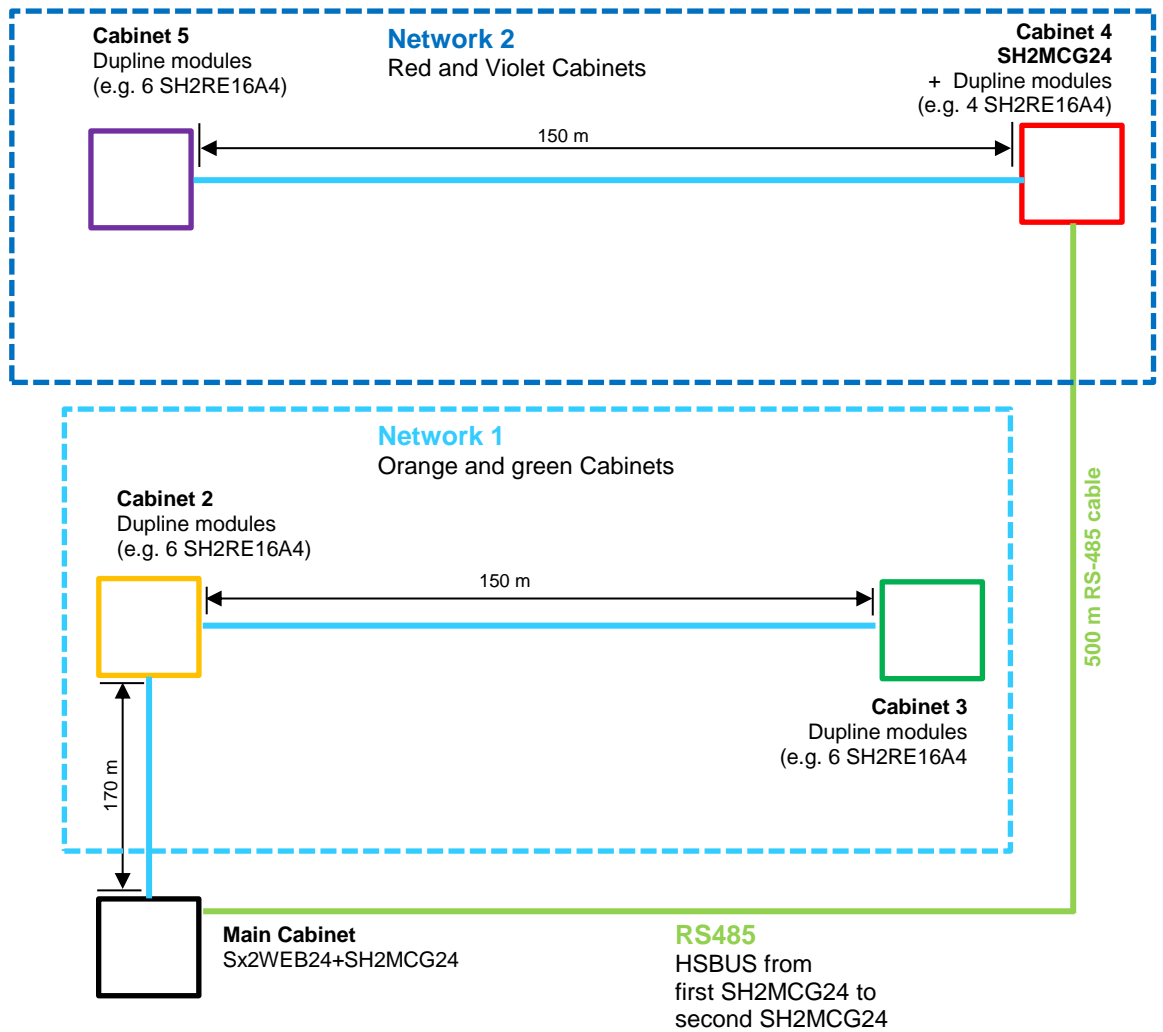 Cabinet 5
Dupline modules
(e.g. 6 SH2RE16A4)
Network 2
Red and Violet Cabinets
Cabinet 4
SH2MCG24
+ Dupline modules
(e.g. 4 SH2RE16A4)
150 m
Network 1
Orange and green Cabinets
Cabinet 2
Dupline modules
(e.g. 6 SH2RE16A4)
150 m
500 m RS-485 cable
Cabinet 3
Dupline modules
(e.g. 6 SH2RE16A4
170 m
Main Cabinet
Sx2WEB24+SH2MCG24
RS485
HSBUS from
first SH2MCG24 to
second SH2MCG24